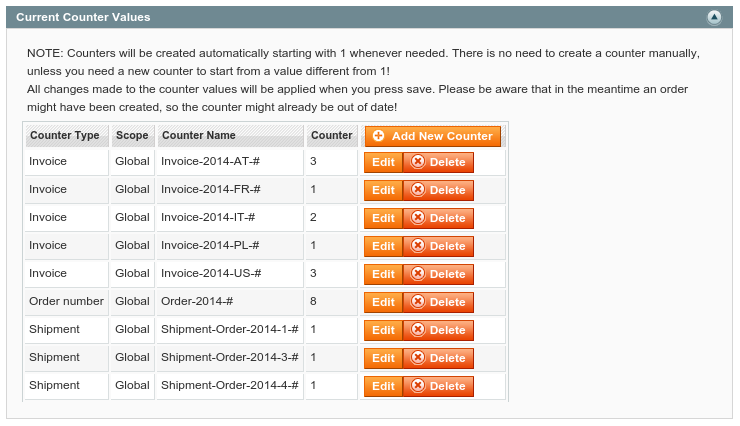 Current Counter Values
NOTE: Counters will be created automatically starting with 1 whenever needed. There is no need to create a counter manually,
unless you need a new counter to start from a value different from 1!
All changes made to the counter values will be applied when you press save. Please be aware that in the meantime an order
might have been created, so the counter might already be out of date!
Counter Type Scope Counter Name Counter Add New Counter
Invoice Global Invoice-2014-AT-# 3 Edit Delete
Invoice Global Invoice-2014-FR-# 1 Edit Delete
Invoice Global Invoice-2014-IT-# 2 Edit Delete
Invoice Global Invoice-2014-PL-# 1 Edit Delete
Invoice Global Invoice-2014-US-# 3 Edit Delete
Order number Global Order-2014-# 8 Edit Delete
Shipment Global Shipment-Order-2014-1-# 1 Edit Delete
Shipment Global Shipment-Order-2014-3-# 1 Edit Delete
Shipment Global Shipment-Order-2014-4-# 1 Edit Delete